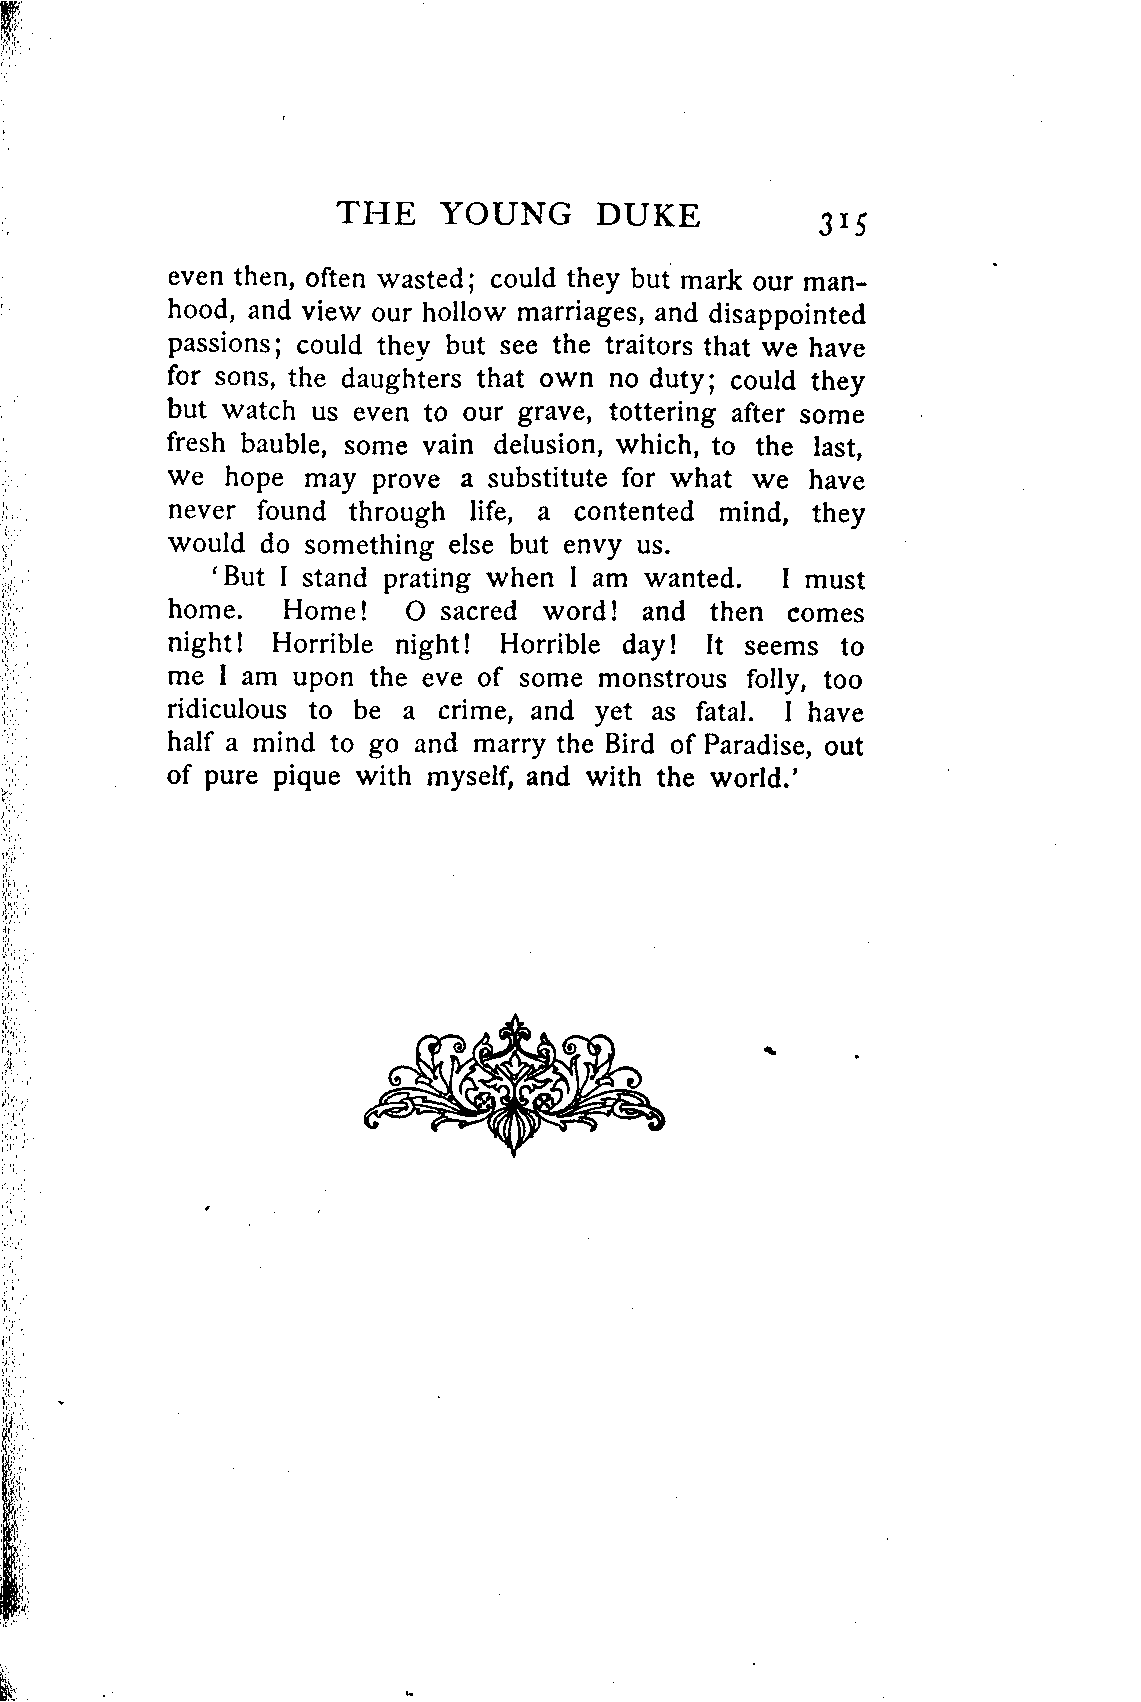 THE YOUNG DUKE 315
even then, often wasted; could they but mark our man-
hood, and view our hollow marriages, and disappointed
passions; could they but see the traitors that we have
for sons, the daughters that own no duty; could they
but watch us even to our grave, tottering after some
fresh bauble, some vain delusion, which, to the last,
we hope may prove a substitute for what we have
never found through life, a contented mind, they
would do something else but envy us.
'But I stand prating when I am wanted. I must
home. Home! O sacred word! and then comes
night! Horrible night! Horrible day! It seems to
me I am upon the eve of some monstrous folly, too
ridiculous to be a crime, and yet as fatal. I have
half a mind to go and marry the Bird of Paradise, out
of pure pique with myself, and with the world.'